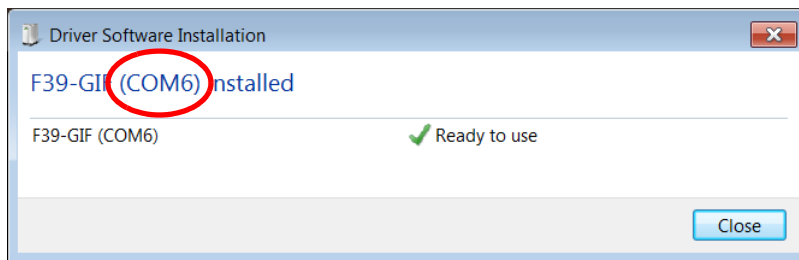 Driver Software Installation
F39-GIF (COM6) installed
F39-GIF (COM6)
Ready to use
Close